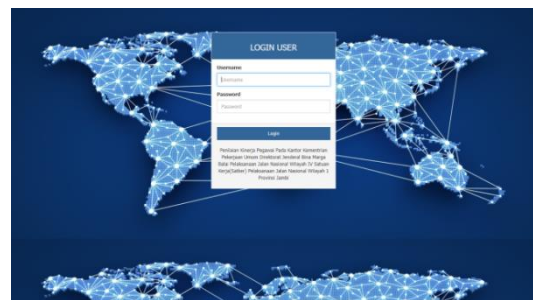 LOGIN USER
Username
Username
Password
Password
Login
Penilaian Kinerja Pegawai Pada Kantor Kementrian
Pekerjaan Umum Direktorat Jenderal Bina Marga
Balai Pelaksanaan Jalan Nasional Wilayah IV Satuan
Kerja(Satker) Pelaksanaan Jalan Nasional Wilayah 1
Provinsi Jambi